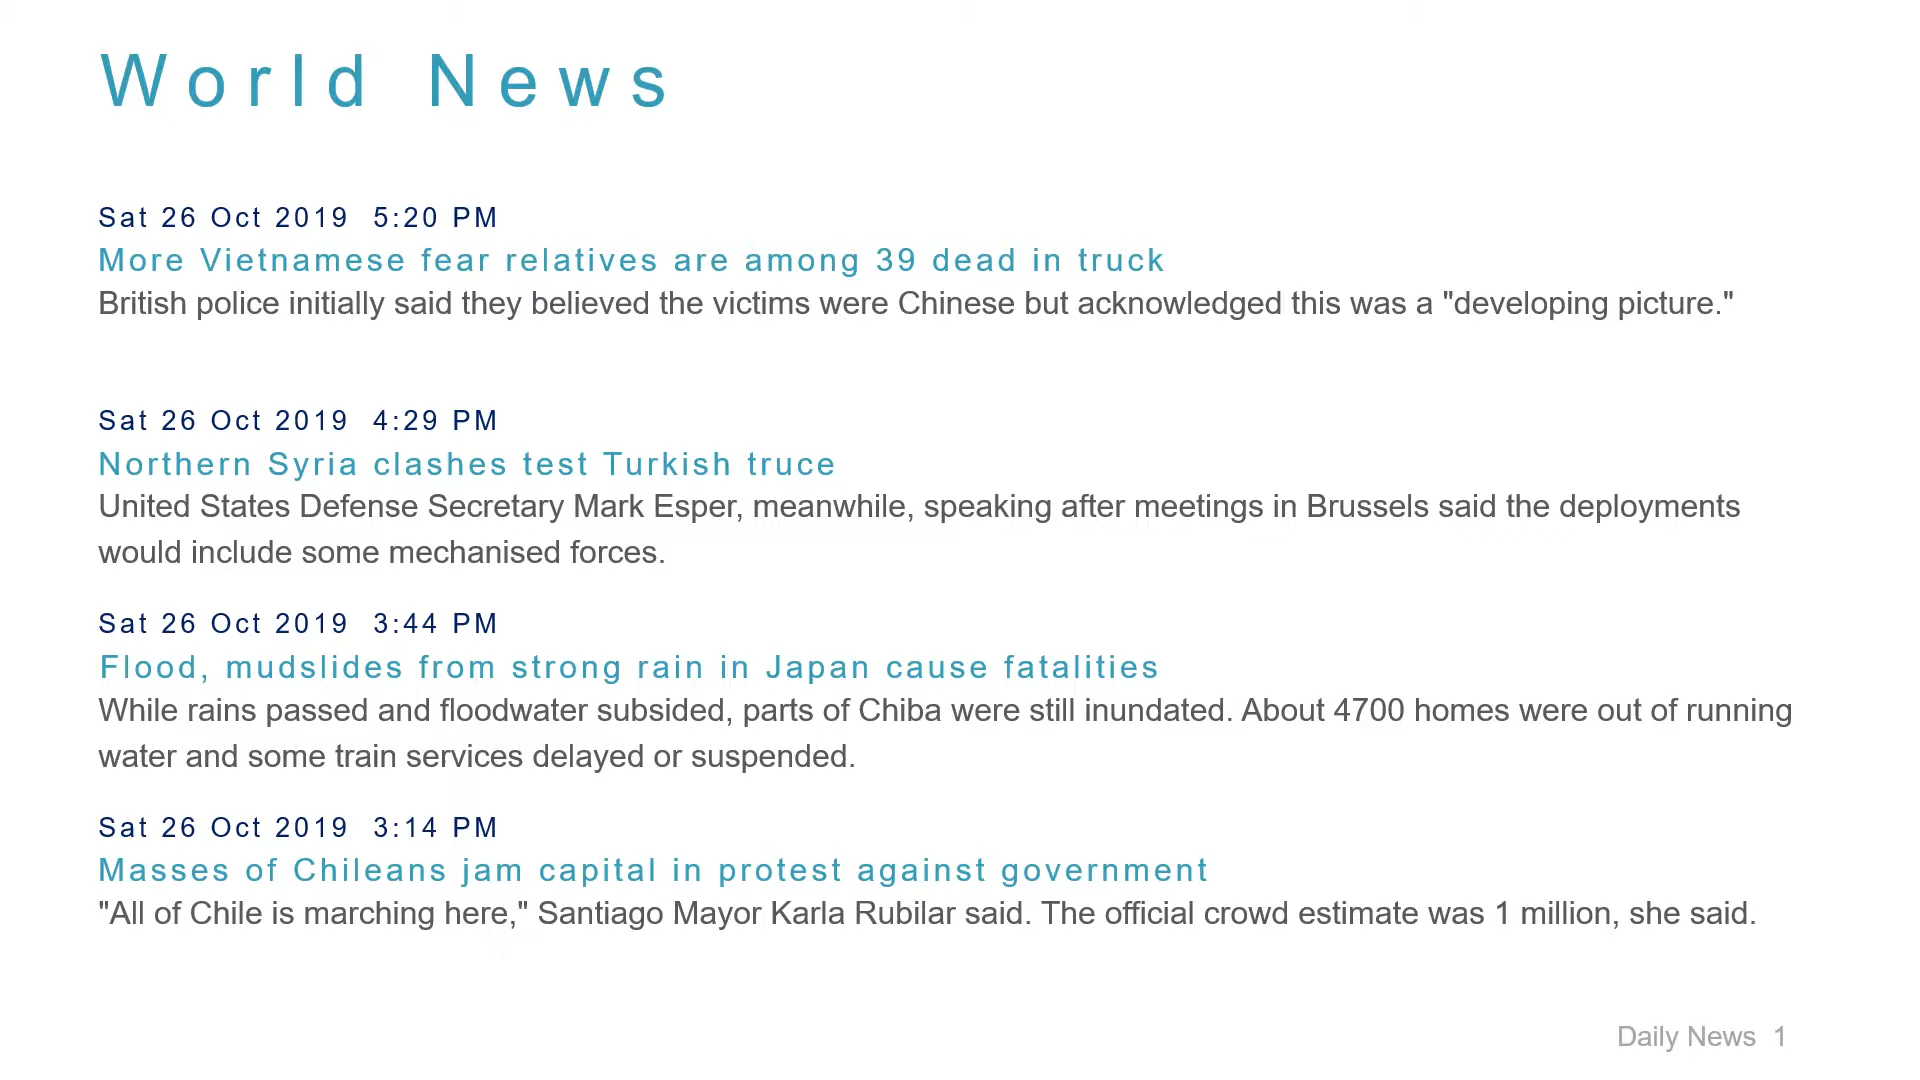 World News
Sat 26 Oct 2019 5:20 PM
More Vietnamese fear relatives are among 39 dead in truck
British police initially said they believed the victims were Chinese but acknowledged this was a "developing picture."
Sat 26 Oct 2019 4:29 PM
Northern Syria clashes test Turkish truce
United States Defense Secretary Mark Esper, meanwhile, speaking after meetings in Brussels said the deployments
would include some mechanised forces.
Sat 26 Oct 2019 3:44 PM
Flood, mudslides from strong rain in Japan cause fatalities
While rains passed and floodwater subsided, parts of Chiba were still inundated. About 4700 homes were out of running
water and some train services delayed or suspended.
Sat 26 Oct 2019 3:14 PM
Masses of Chileans jam capital in protest against government
"All of Chile is marching here," Santiago Mayor Karla Rubilar said. The official crowd estimate was 1 million, she said.
Daily News 1